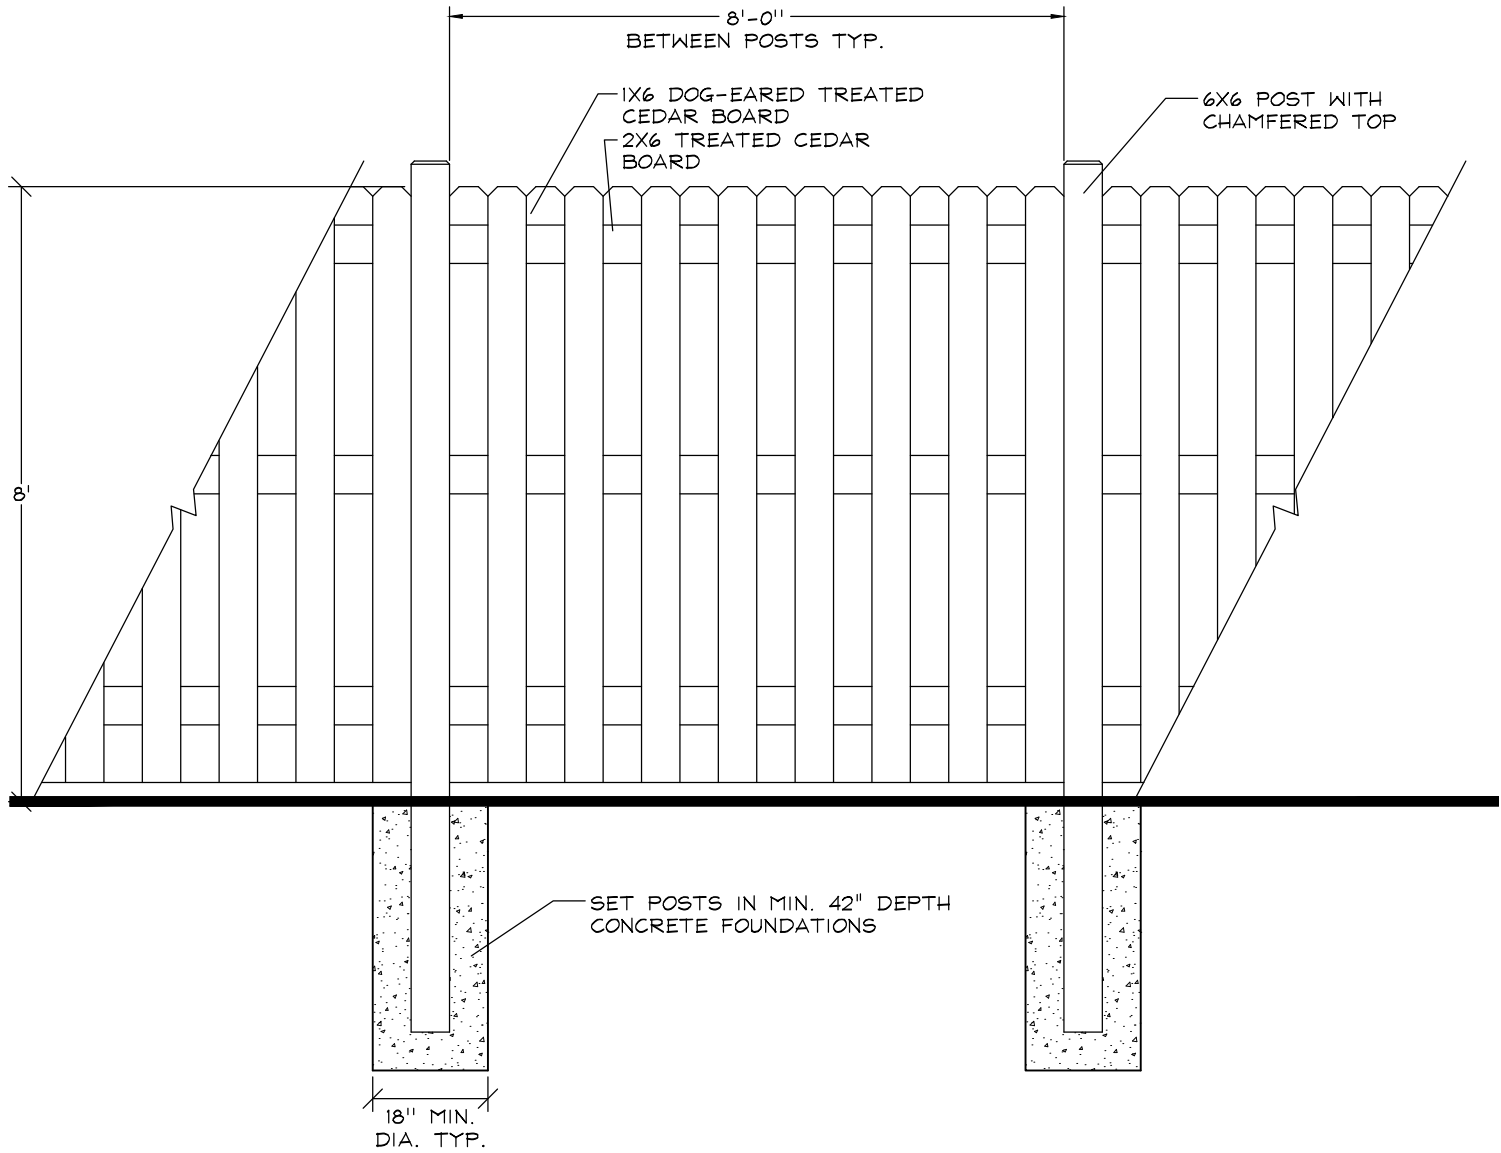 8'-0"
BETWEEN POSTS TYP.
1X6 DOG-EARED TREATED
CEDAR BOARD
2X6 TREATED CEDAR
BOARD
6X6 POST WITH
CHAMFERED TOP
8'
SET POSTS IN MIN. 42" DEPTH
CONCRETE FOUNDATIONS
18" MIN.
DIA. TYP.